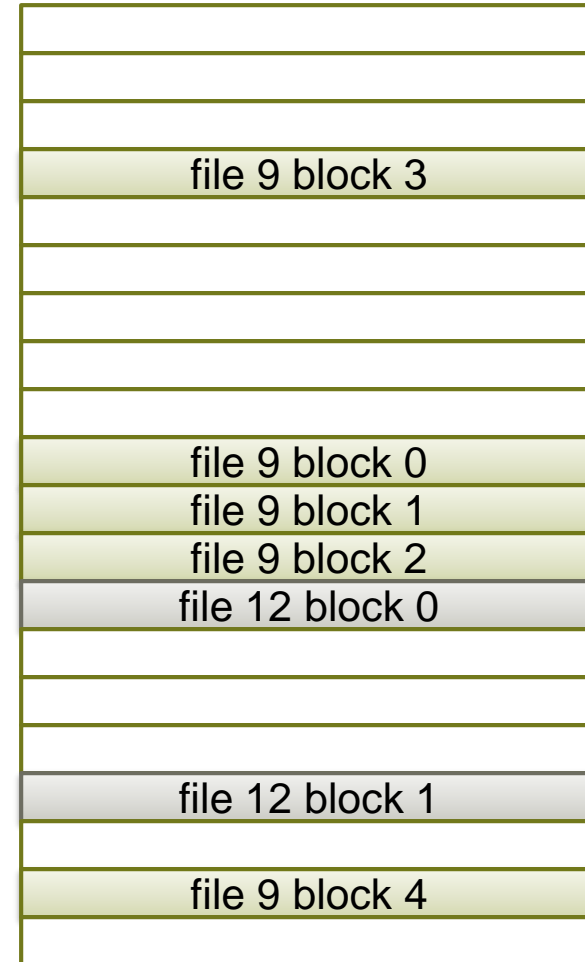 file 9 block 3
file 9 block 0
file 9 block 1
file 9 block 2
file 12 block 0
file 12 block 1
file 9 block 4